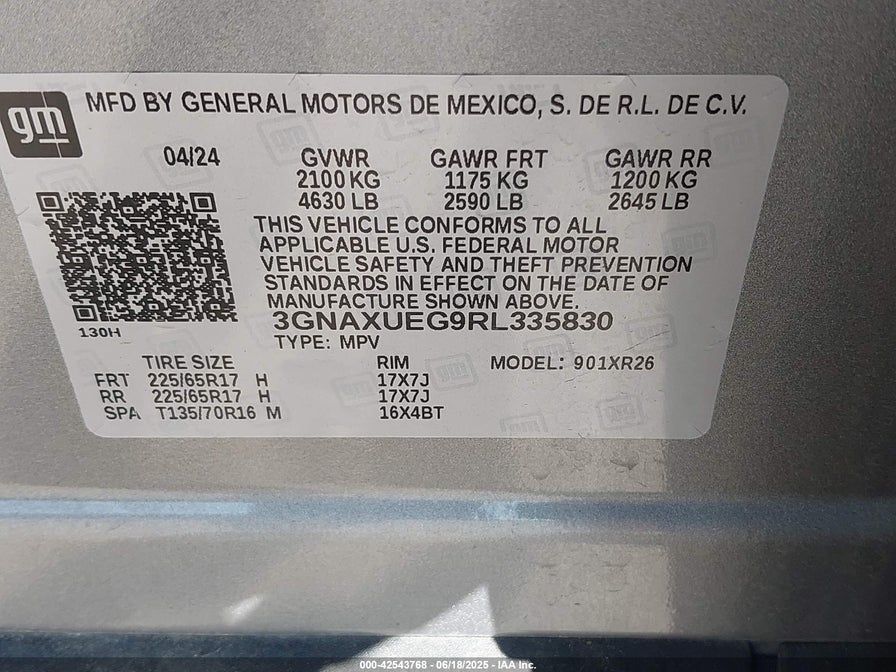 gm
MFD BY GENERAL MOTORS DE MEXICO, S. DE R.L. DE C.V.
04/24 GVWR GAWR FRT GAWR RR
2100 KG 1175 KG 1200 KG
4630 LB 2590 LB 2645 LB
THIS VEHICLE CONFORMS TO ALL
APPLICABLE U.S. FEDERAL MOTOR
VEHICLE SAFETY AND THEFT PREVENTION
STANDARDS IN EFFECT ON THE DATE OF
MANUFACTURE SHOWN ABOVE.
3GNAXUEG9RL335830
130H
TYPE: MPV
TIRE SIZE RIM MODEL: 901XR26
FRT 225/65R17 H 17X7J
RR 225/65R17 H 17X7J
SPA T135/70R16 M 16X4BT
000-42543768 - 06/18/2025 - IAA Inc.